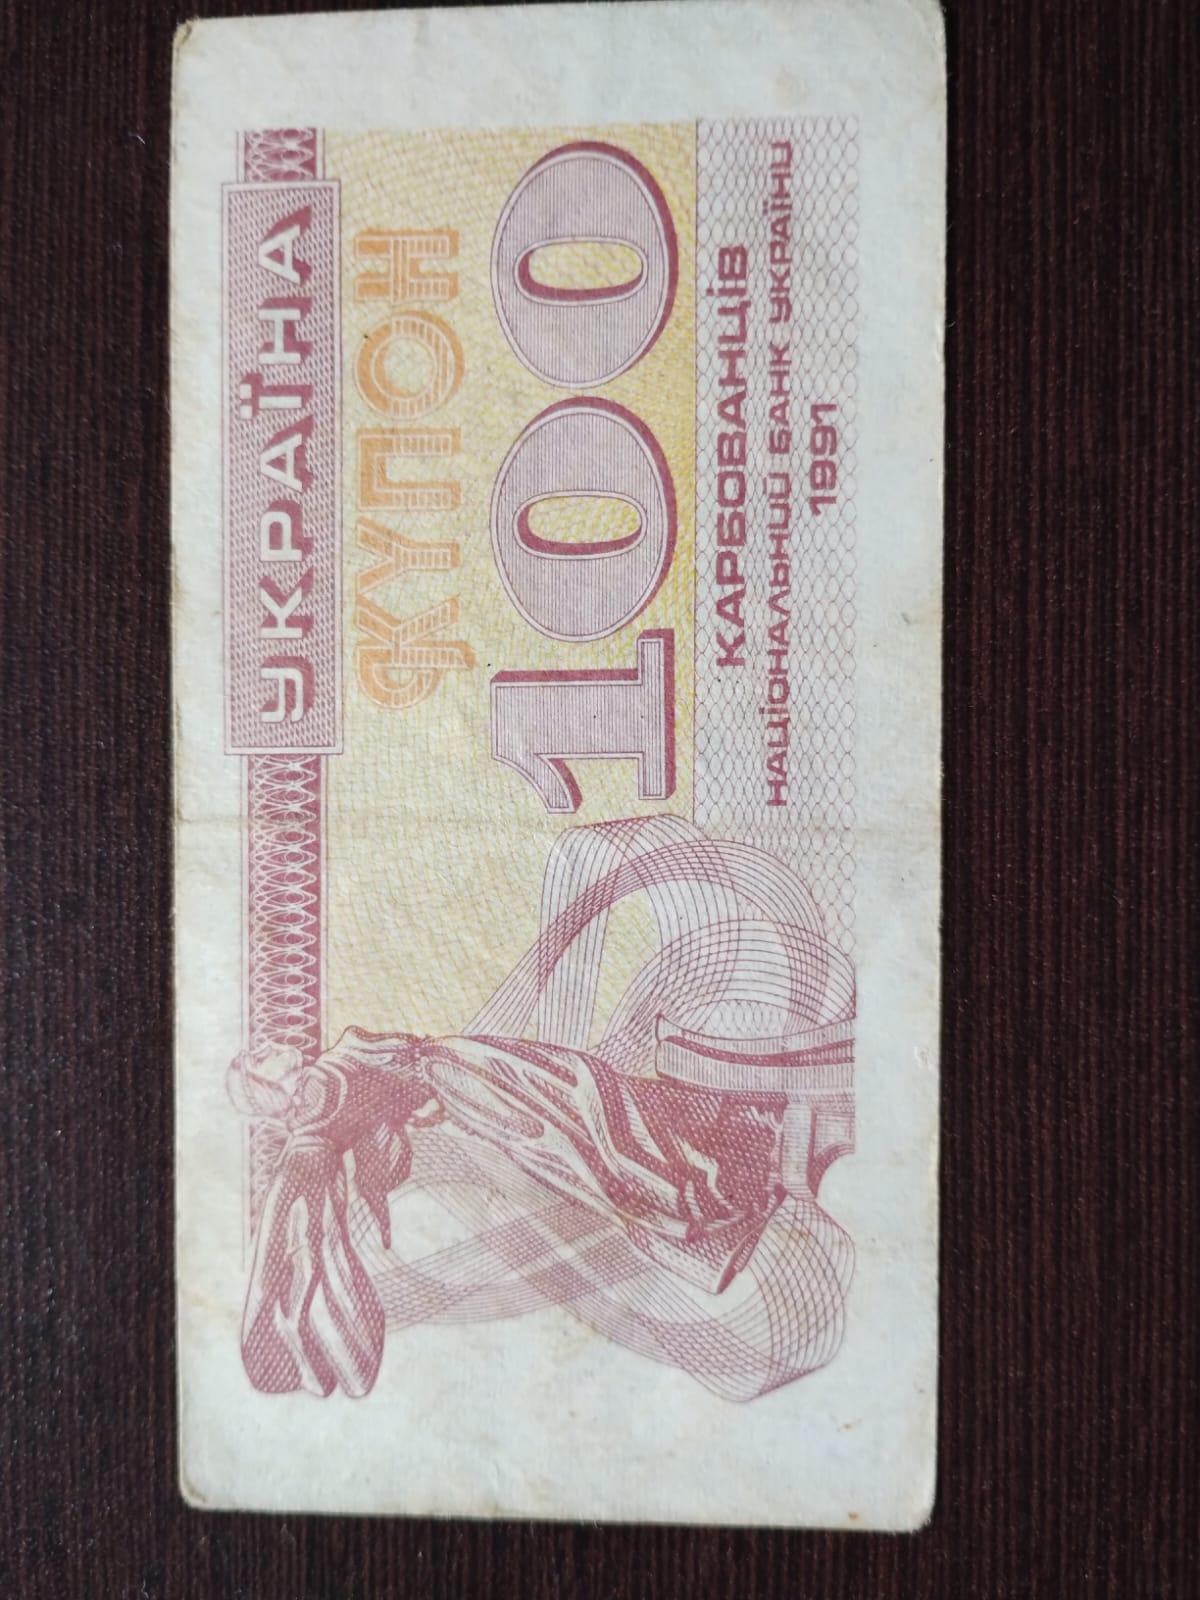 УКРАЇНА
КУПОН
100
КАРБОВАНЦІВ
НАЦІОНАЛЬНИЙ БАНК УКРАЇНИ
1991